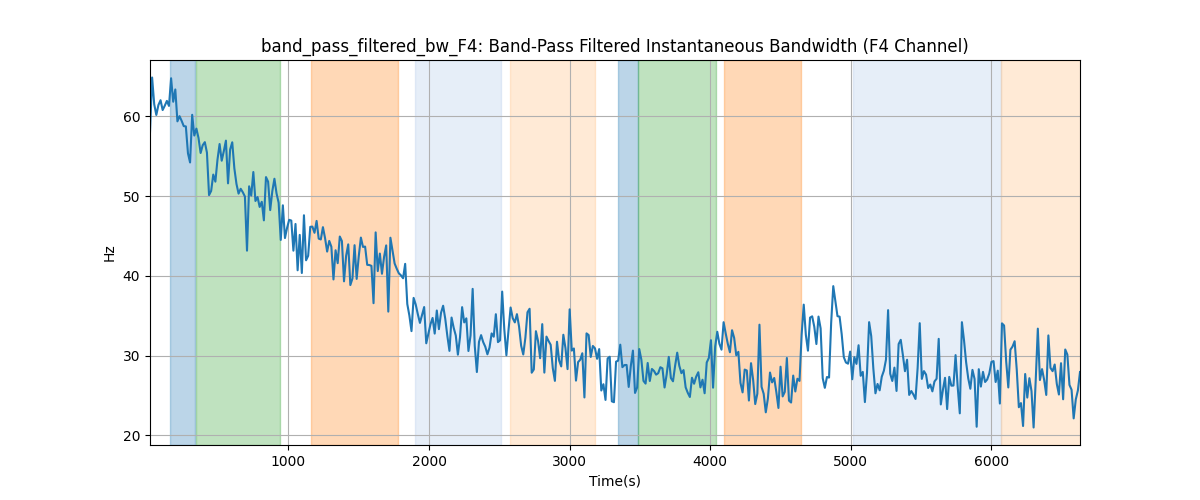 band_pass_filtered_bw_F4: Band-Pass Filtered Instantaneous Bandwidth (F4 Channel)
60
50
40
30
20
Hz
1000 2000 3000 4000 5000 6000
Time(s)